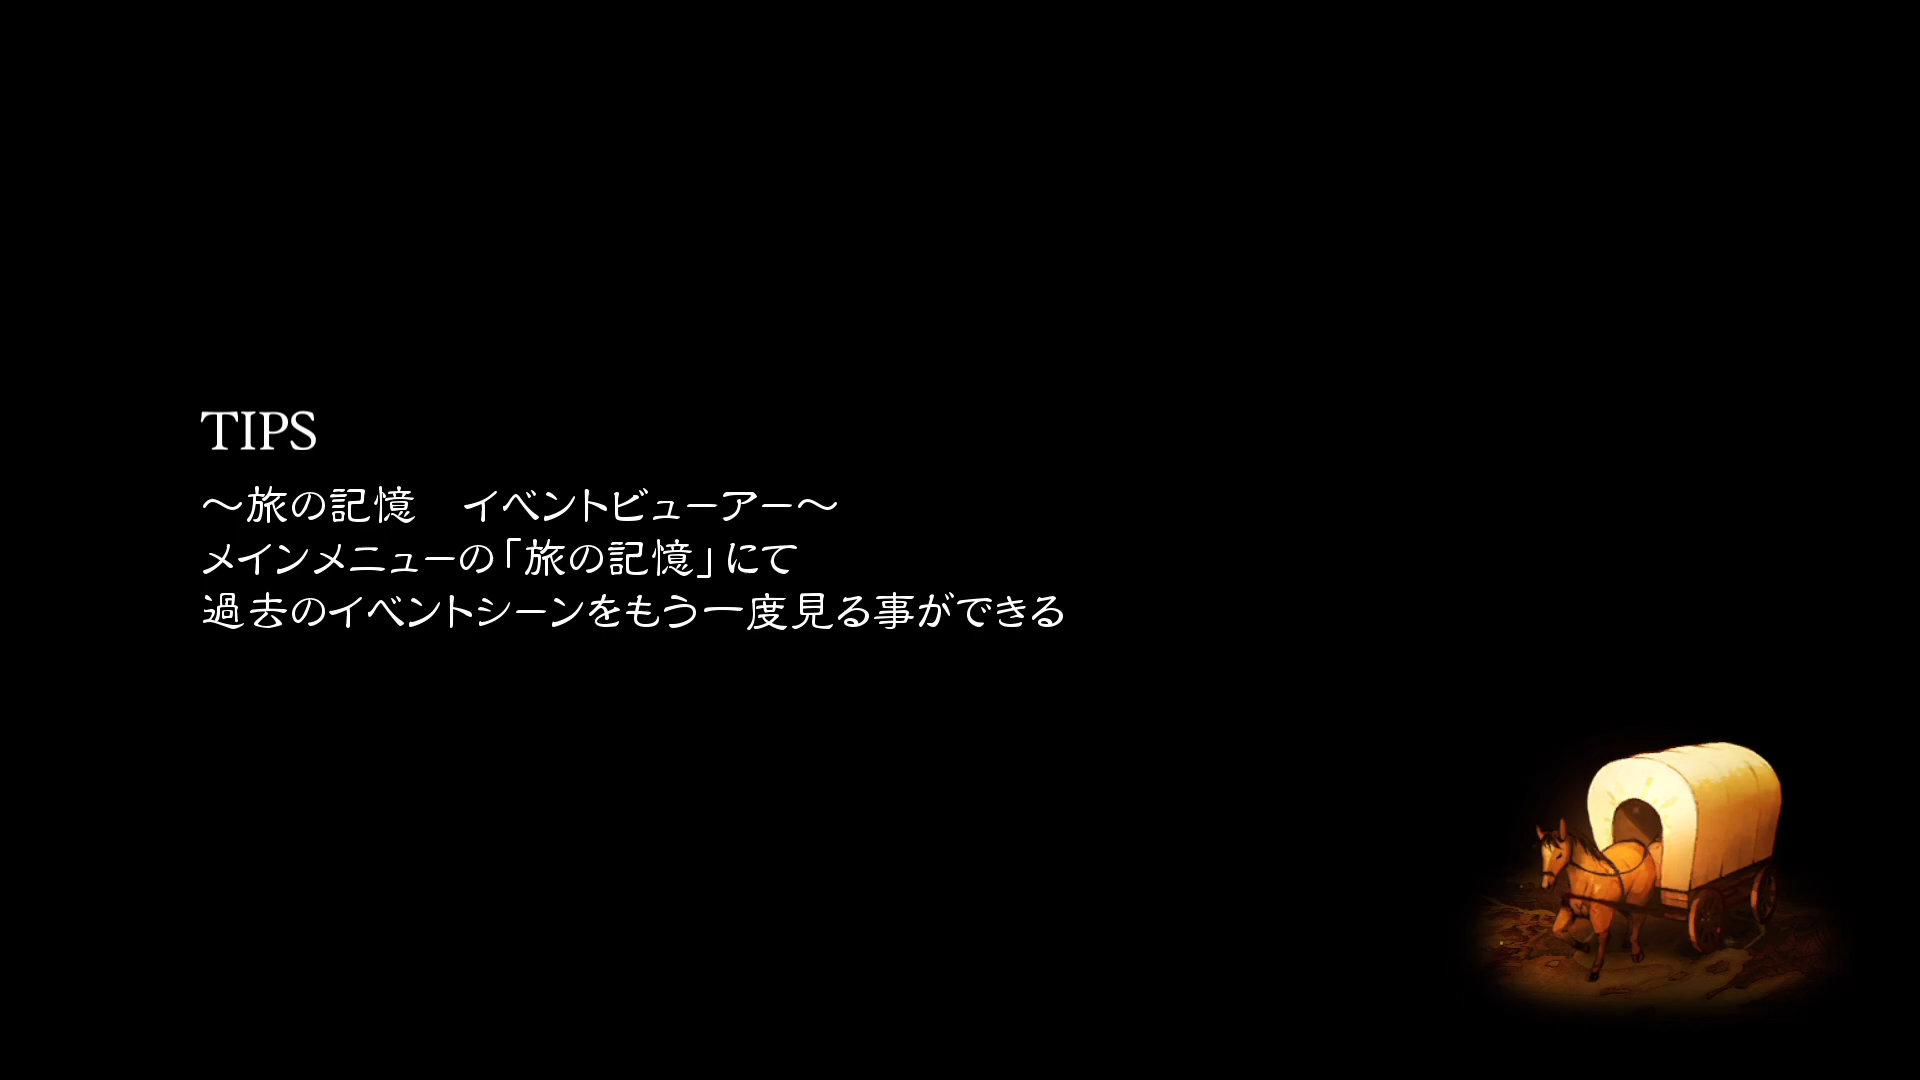 TIPS
～旅の記憶　イベントビューアー～
メインメニューの「旅の記憶」にて
過去のイベントシーンをもう一度見る事ができる